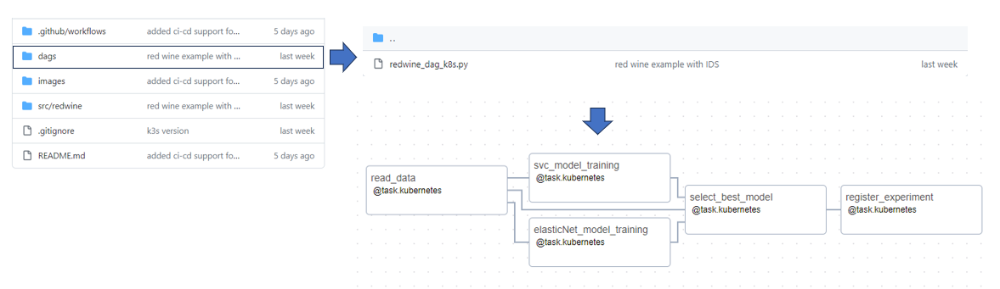 .github/workflows added ci-cd support fo... 5 days ago
dags red wine example with ... last week
images added ci-cd support fo... 5 days ago
src/redwine red wine example with ... last week
.gitignore k3s version last week
README.md added ci-cd support fo... 5 days ago
..
redwine_dag_k8s.py red wine example with IDS last week
read_data
@task.kubernetes
svc_model_training
@task.kubernetes
elasticNet_model_training
@task.kubernetes
select_best_model
@task.kubernetes
register_experiment
@task.kubernetes